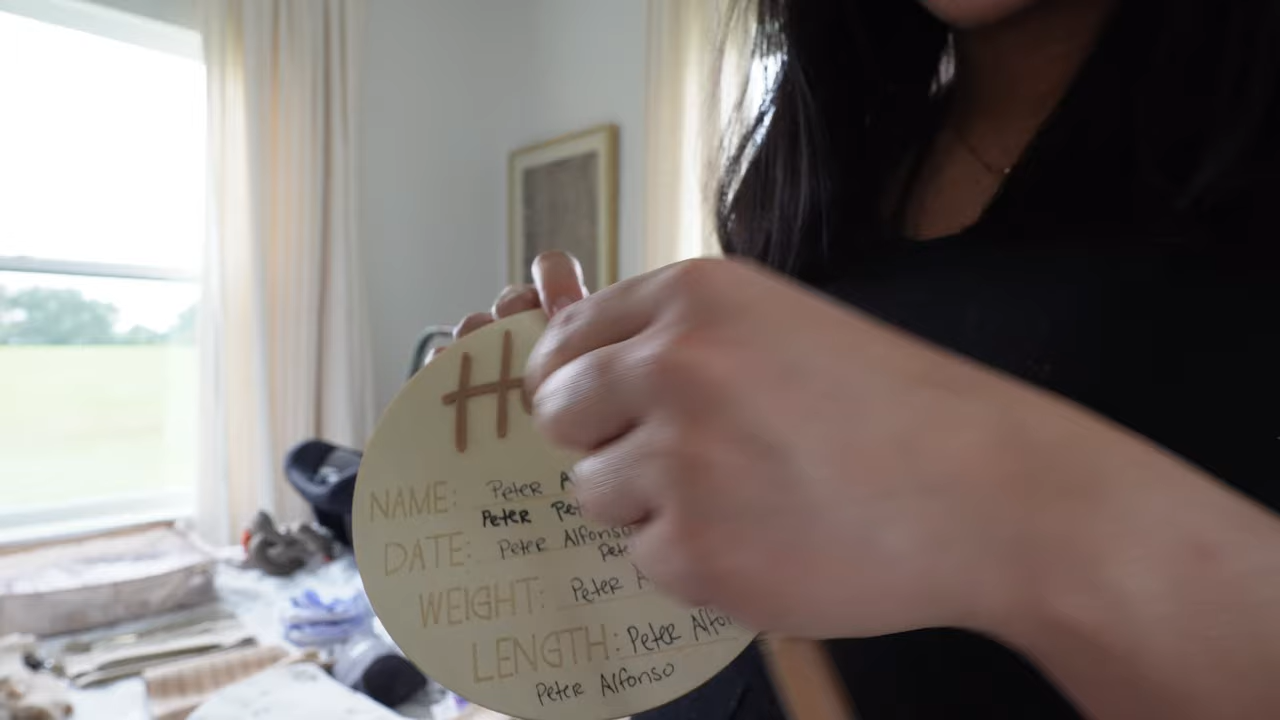 NAME: Peter
Peter
DATE: Peter Alfonso
WEIGHT: Peter
LENGTH: Peter
Peter Alfonso